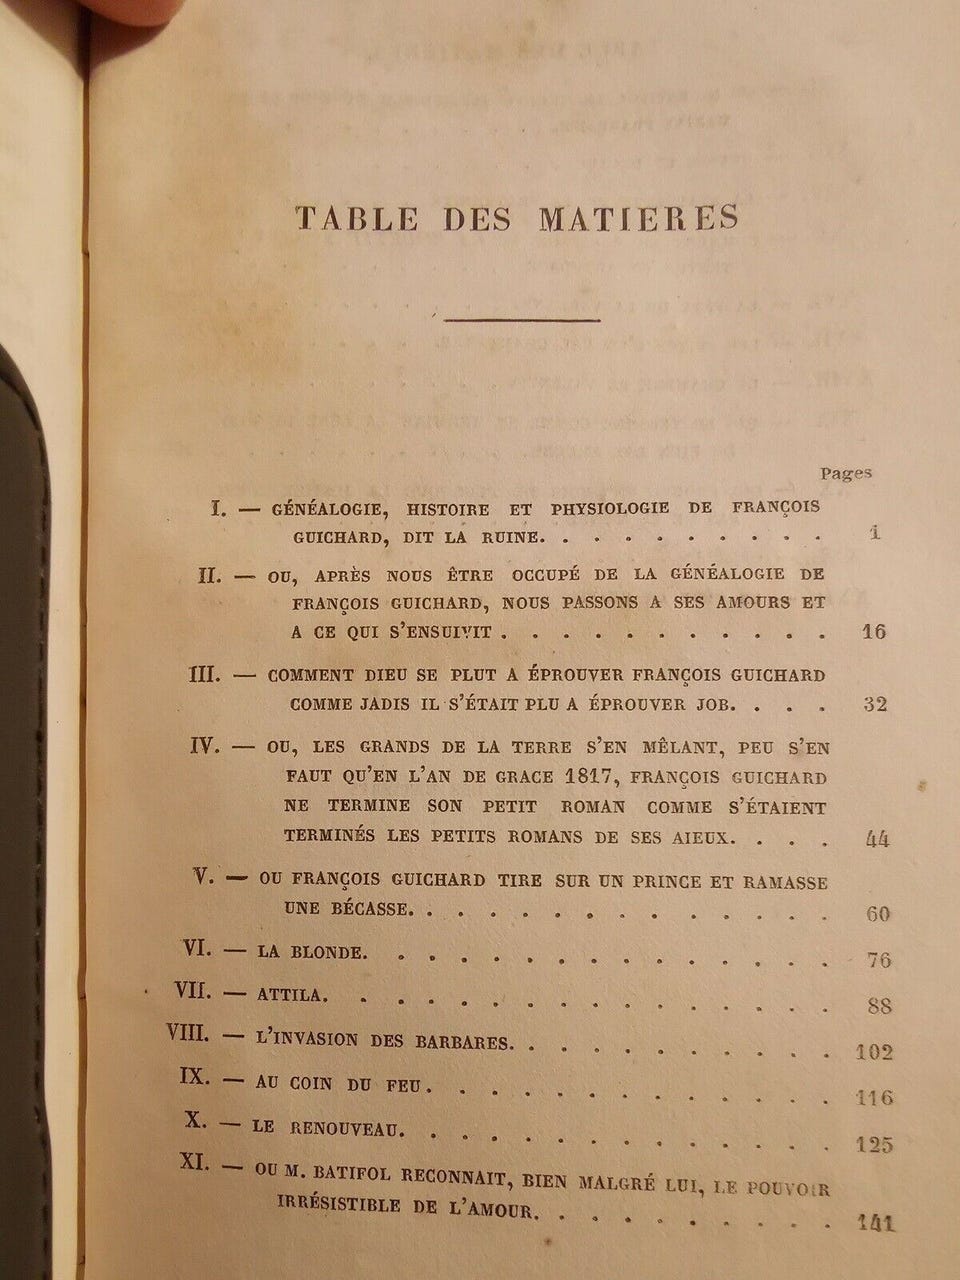 TABLE DES MATIERES
Pages
I. — GÉNÉALOGIE, HISTOIRE ET PHYSIOLOGIE DE FRANÇOIS
GUICHARD, DIT LA RUINE. . . . . . . . . . 1
II. — OU, APRÈS NOUS ÊTRE OCCUPÉ DE LA GÉNÉALOGIE DE
FRANÇOIS GUICHARD, NOUS PASSONS A SES AMOURS ET
A CE QUI S'ENSUIVIT . . . . . . . . . . . 16
III. — COMMENT DIEU SE PLUT A ÉPROUVER FRANÇOIS GUICHARD
COMME JADIS IL S'ÉTAIT PLU A ÉPROUVER JOB. . . . 32
IV. — OU, LES GRANDS DE LA TERRE S'EN MÊLANT, PEU S'EN
FAUT QU'EN L'AN DE GRACE 1817, FRANÇOIS GUICHARD
NE TERMINE SON PETIT ROMAN COMME S'ÉTAIENT
TERMINÉS LES PETITS ROMANS DE SES AIEUX. . . . 44
V. — OU FRANÇOIS GUICHARD TIRE SUR UN PRINCE ET RAMASSE
UNE BÉCASSE. . . . . . . . . . . . . . 60
VI. — LA BLONDE. . . . . . . . . . . . . . . 76
VII. — ATTILA. . . . . . . . . . . . . . . . 88
VIII. — L'INVASION DES BARBARES. . . . . . . . . . . 102
IX. — AU COIN DU FEU . . . . . . . . . . . . . 116
X. — LE RENOUVEAU. . . . . . . . . . . . . . 125
XI. — OU M. BATIFOL RECONNAIT, BIEN MALGRÉ LUI, LE POUVOIR
IRRÉSISTIBLE DE L'AMOUR. . . . . . . . . . 141